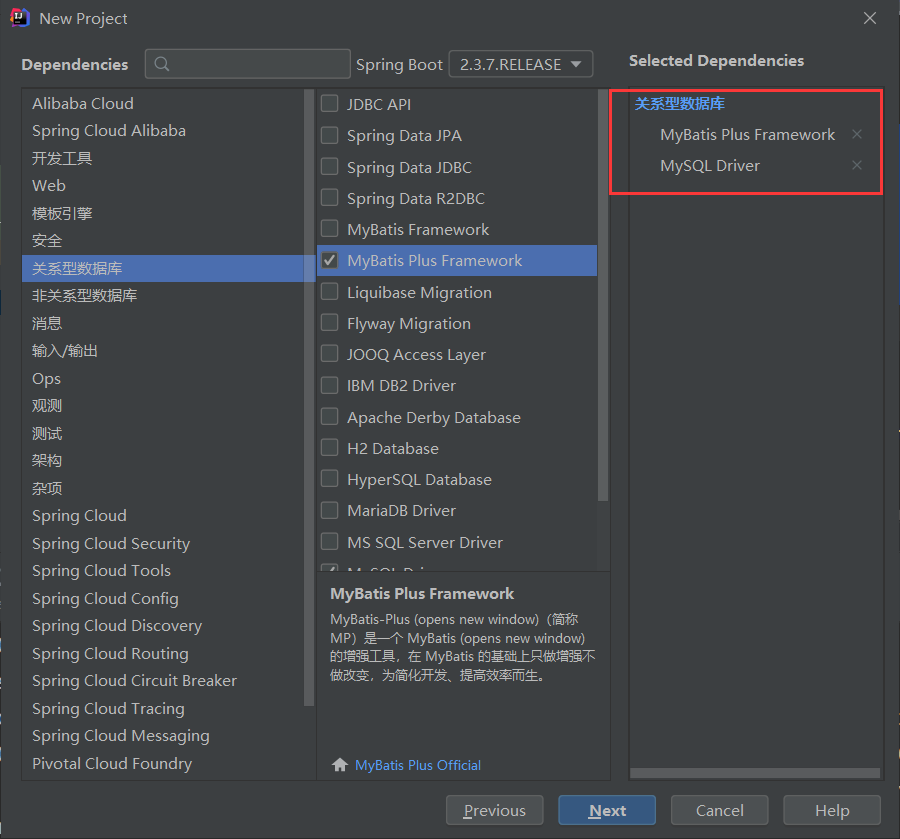 New Project
Dependencies
Spring Boot
2.3.7.RELEASE
Selected Dependencies
Alibaba Cloud
Spring Cloud Alibaba
开发工具
Web
模板引擎
安全
关系型数据库
非关系型数据库
消息
输入/输出
Ops
观测
测试
架构
杂项
Spring Cloud
Spring Cloud Security
Spring Cloud Tools
Spring Cloud Config
Spring Cloud Discovery
Spring Cloud Routing
Spring Cloud Circuit Breaker
Spring Cloud Tracing
Spring Cloud Messaging
Pivotal Cloud Foundry
JDBC API
Spring Data JPA
Spring Data JDBC
Spring Data R2DBC
MyBatis Framework
MyBatis Plus Framework
Liquibase Migration
Flyway Migration
JOOQ Access Layer
IBM DB2 Driver
Apache Derby Database
H2 Database
HyperSQL Database
MariaDB Driver
MS SQL Server Driver
MyBatis Plus Framework
MyBatis-Plus (opens new window)（简称
MP）是一个 MyBatis (opens new window)
的增强工具，在 MyBatis 的基础上只做增强不
做改变，为简化开发、提高效率而生。
MyBatis Plus Official
关系型数据库
MyBatis Plus Framework
MySQL Driver
Previous
Next
Cancel
Help